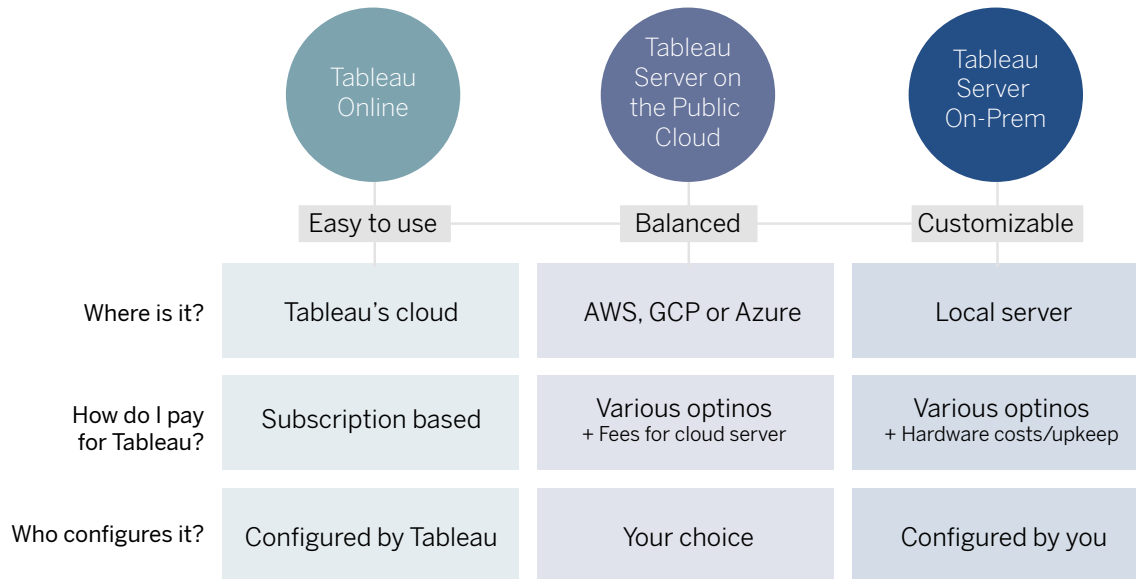 Tableau
Online
Tableau
Server on
the Public
Cloud
Tableau
Server
On-Prem
Easy to use
Balanced
Customizable
Where is it?
Tableau’s cloud
AWS, GCP or Azure
Local server
How do I pay
for Tableau?
Subscription based
Various optinos
+ Fees for cloud server
Various optinos
+ Hardware costs/upkeep
Who configures it?
Configured by Tableau
Your choice
Configured by you